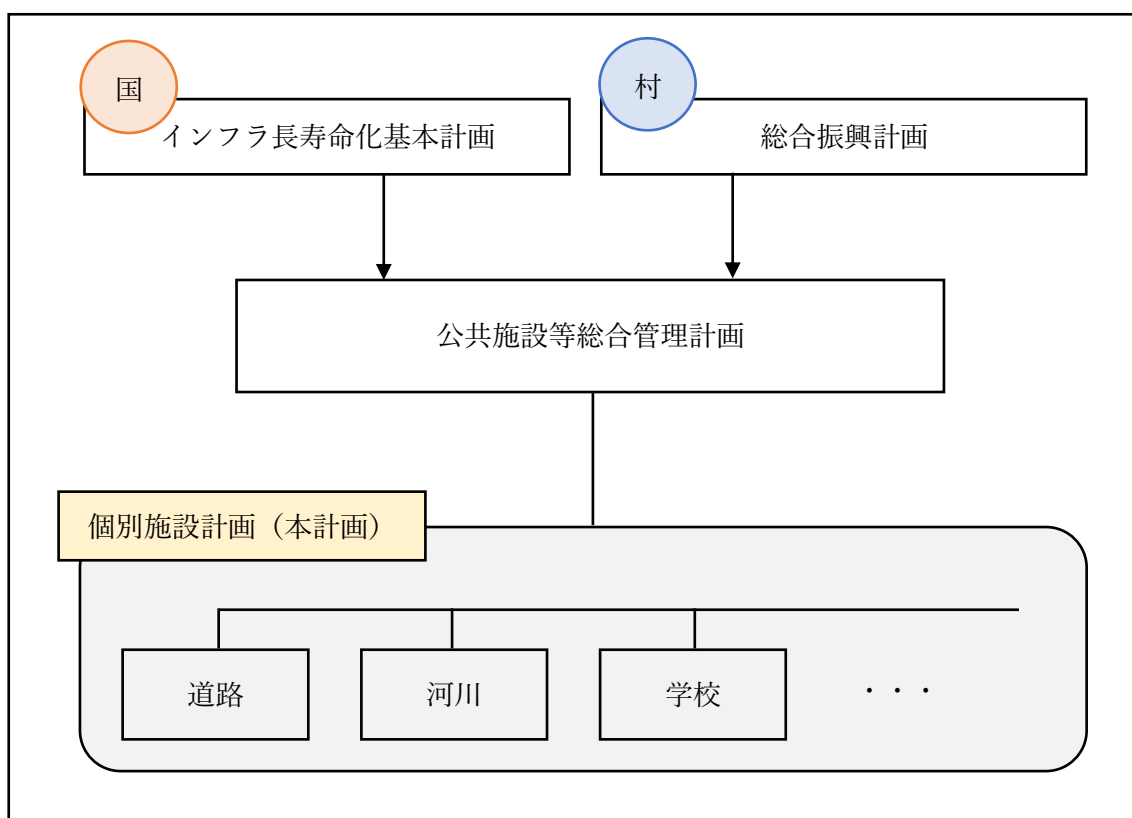 国
インフラ長寿命化基本計画
村
総合振興計画
公共施設等総合管理計画
個別施設計画（本計画）
道路
河川
学校
・・・